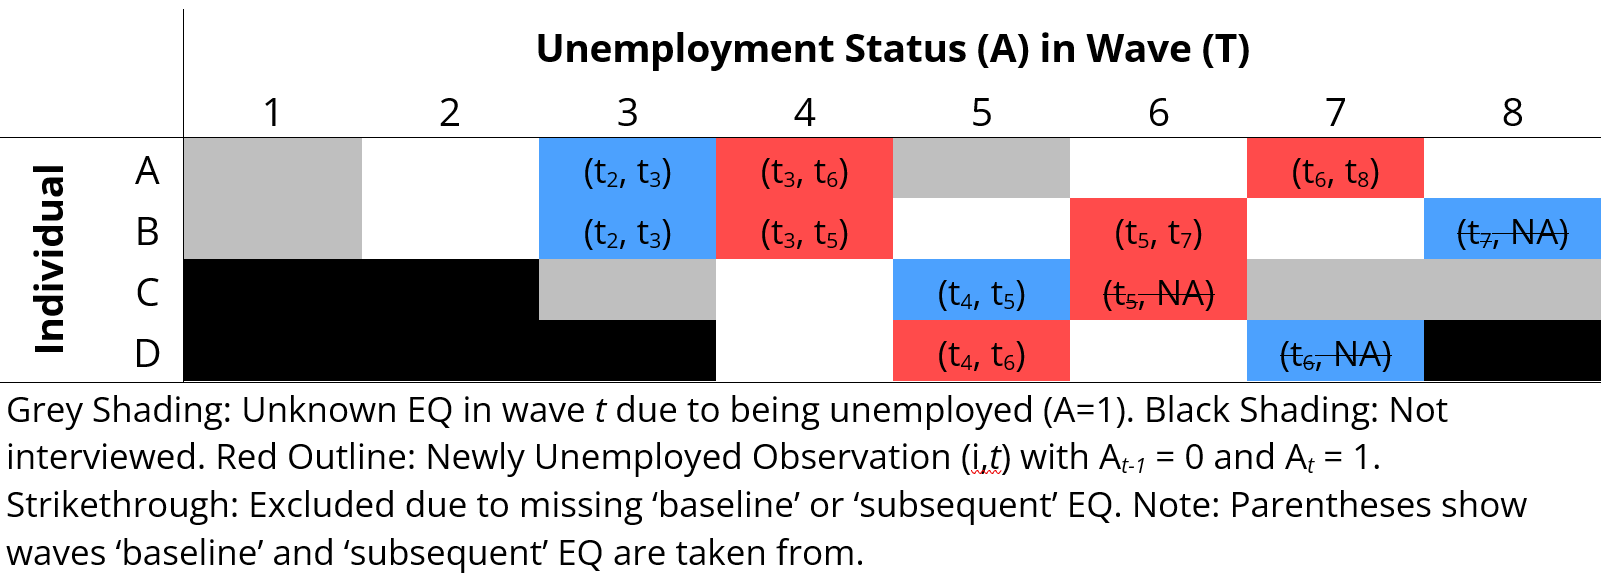 Unemployment Status (A) in Wave (T)
1 2 3 4 5 6 7 8
Individual
A (t2, t3) (t3, t6) (t6, t8)
B (t2, t3) (t3, t5) (t5, t7) (t7, NA)
C (t4, t5) (t5, NA)
D (t4, t6) (t6, NA)
Grey Shading: Unknown EQ in wave t due to being unemployed (A=1). Black Shading: Not
interviewed. Red Outline: Newly Unemployed Observation (i,t) with At-1 = 0 and At = 1.
Strikethrough: Excluded due to missing ‘baseline’ or ‘subsequent’ EQ. Note: Parentheses show
waves ‘baseline’ and ‘subsequent’ EQ are taken from.